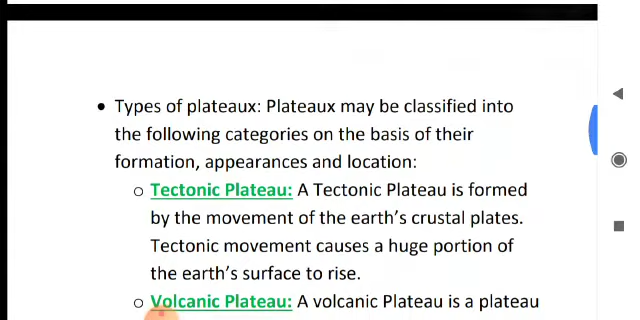 • Types of plateaux: Plateaux may be classified into
the following categories on the basis of their
formation, appearances and location:
o Tectonic Plateau: A Tectonic Plateau is formed
by the movement of the earth's crustal plates.
Tectonic movement causes a huge portion of
the earth's surface to rise.
o Volcanic Plateau: A volcanic Plateau is a plateau